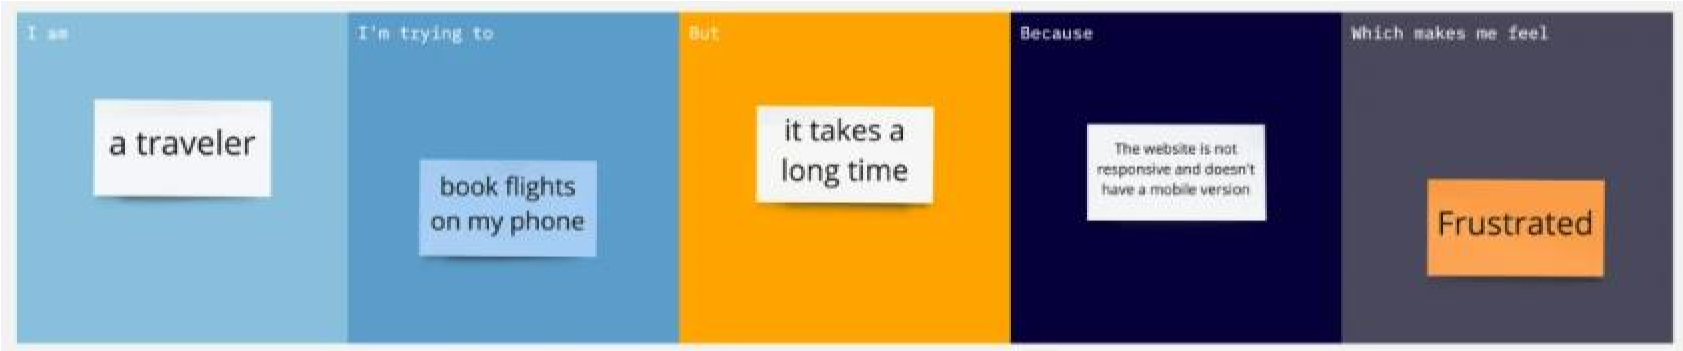 I am
a traveler
I'm trying to
book flights
on my phone
But
it takes a
long time
Because
The website is not
responsive and doesn't
have a mobile version
Which makes me feel
Frustrated